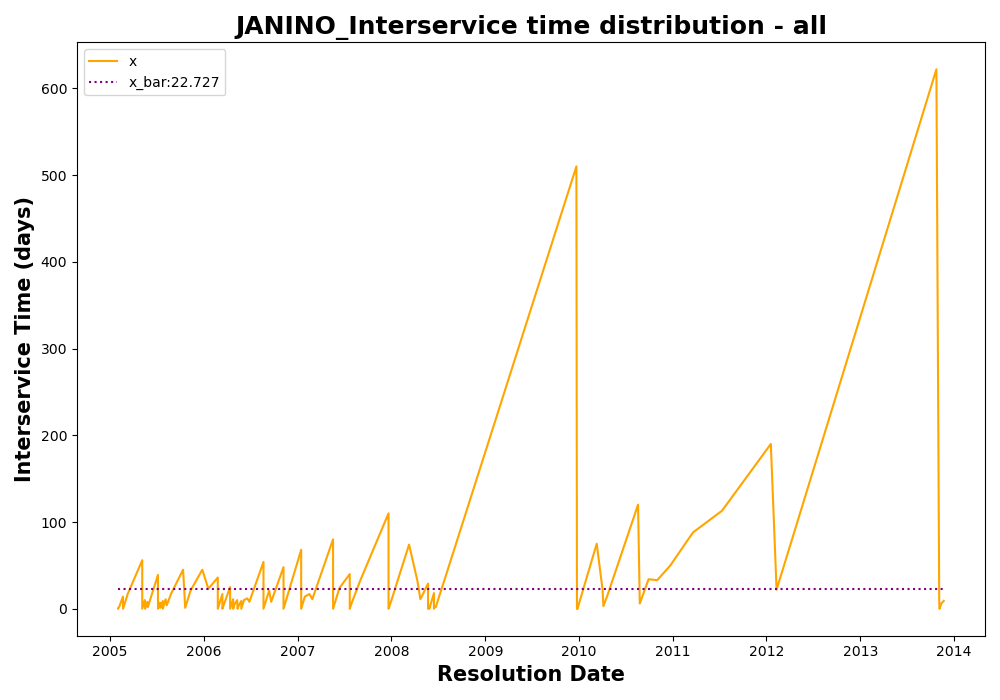 JANINO_Interservice time distribution - all
x
x_bar:22.727
Interservice Time (days)
600
500
400
300
200
100
0
2005 2006 2007 2008 2009 2010 2011 2012 2013 2014
Resolution Date